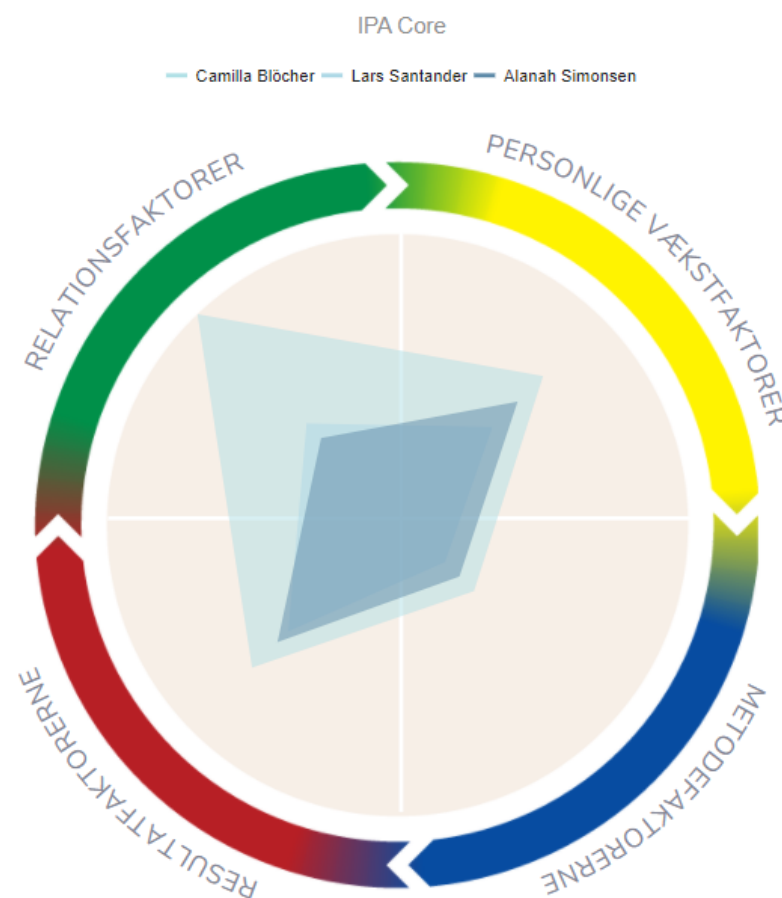 IPA Core
Camilla Blöcher
Lars Santander
Alanah Simonsen
RELATIONSFAKTORER
PERSONLIGE VÆKSTFAKTORER
RESULTATFAKTORERNE
METODEFAKTORERNE